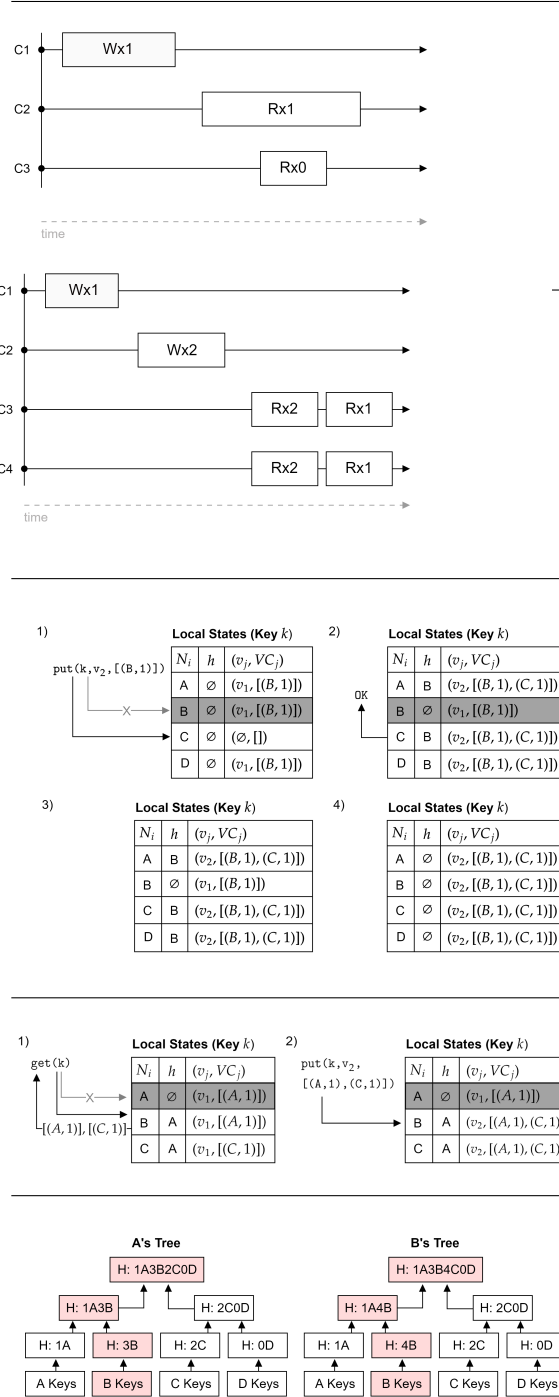 C1 Wx1
C2 Rx1
C3 Rx0
time
C1 Wx1
C2 Wx2
C3 Rx2 Rx1
C4 Rx2 Rx1
time
1) Local States (Key k)
put(k,v₂,[(B,1)])
Nᵢ h (vⱼ, VCⱼ)
A ∅ (v₁, [(B, 1)])
X
B ∅ (v₁, [(B, 1)])
C ∅ (∅, [])
D ∅ (v₁, [(B, 1)])
2) Local States (Key k)
Nᵢ h (vⱼ, VCⱼ)
A B (v₂, [(B, 1), (C, 1)])
OK
B ∅ (v₁, [(B, 1)])
C B (v₂, [(B, 1), (C, 1)])
D B (v₂, [(B, 1), (C, 1)])
3) Local States (Key k)
Nᵢ h (vⱼ, VCⱼ)
A B (v₂, [(B, 1), (C, 1)])
B ∅ (v₁, [(B, 1)])
C B (v₂, [(B, 1), (C, 1)])
D B (v₂, [(B, 1), (C, 1)])
4) Local States (Key k)
Nᵢ h (vⱼ, VCⱼ)
A ∅ (v₂, [(B, 1), (C, 1)])
B ∅ (v₂, [(B, 1), (C, 1)])
C ∅ (v₂, [(B, 1), (C, 1)])
D ∅ (v₂, [(B, 1), (C, 1)])
1) Local States (Key k)
get(k)
Nᵢ h (vⱼ, VCⱼ)
X
A ∅ (v₁, [(A, 1)])
B A (v₁, [(A, 1)])
[(A, 1)], [(C, 1)]
C A (v₁, [(C, 1)])
2) Local States (Key k)
put(k,v₂,
[(A,1),(C,1)])
Nᵢ h (vⱼ, VCⱼ)
A ∅ (v₁, [(A, 1)])
B A (v₂, [(A, 1), (C, 1)
C A (v₂, [(A, 1), (C, 1)
A's Tree
H: 1A3B2C0D
H: 1A3B H: 2C0D
H: 1A H: 3B H: 2C H: 0D
A Keys B Keys C Keys D Keys
B's Tree
H: 1A3B4C0D
H: 1A4B H: 2C0D
H: 1A H: 4B H: 2C H: 0D
A Keys B Keys C Keys D Keys